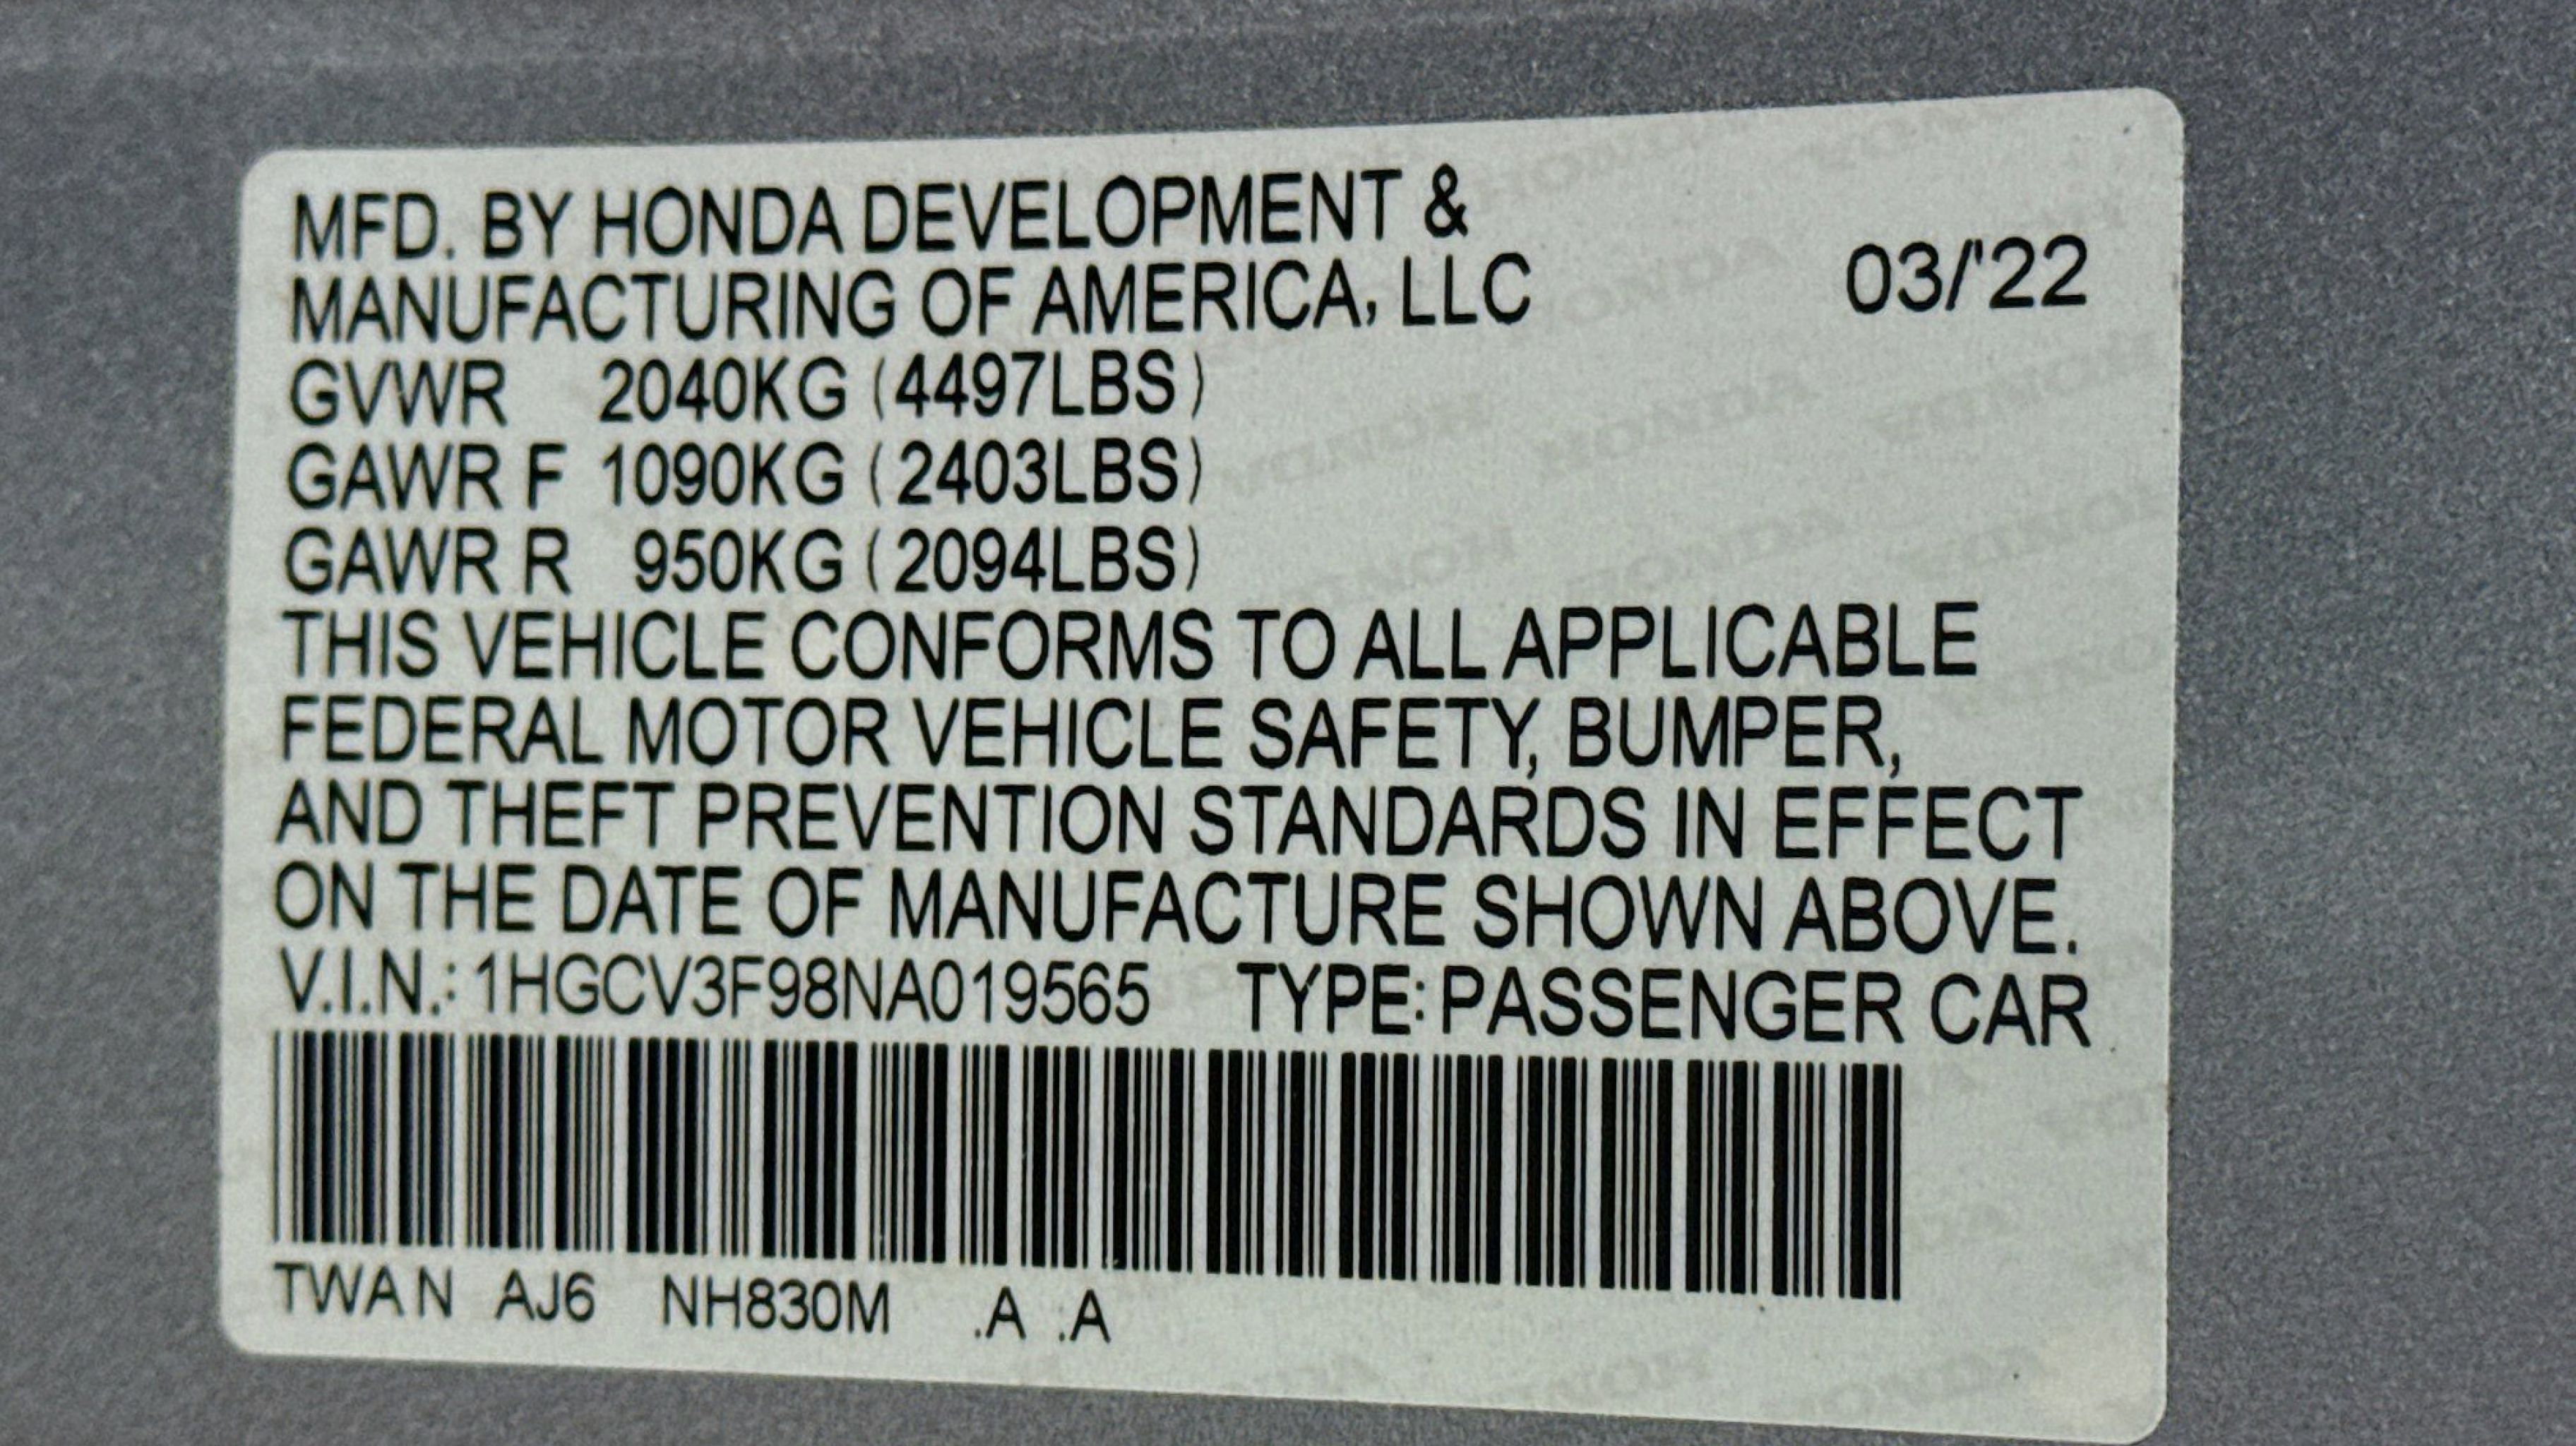 MFD. BY HONDA DEVELOPMENT &
MANUFACTURING OF AMERICA, LLC 03/'22
GVWR 2040KG (4497LBS)
GAWR F 1090KG (2403LBS)
GAWR R 950KG (2094LBS)
THIS VEHICLE CONFORMS TO ALL APPLICABLE
FEDERAL MOTOR VEHICLE SAFETY, BUMPER,
AND THEFT PREVENTION STANDARDS IN EFFECT
ON THE DATE OF MANUFACTURE SHOWN ABOVE.
V.I.N.: 1HGCV3F98NA019565 TYPE: PASSENGER CAR
TWAN AJ6 NH830M .A .A